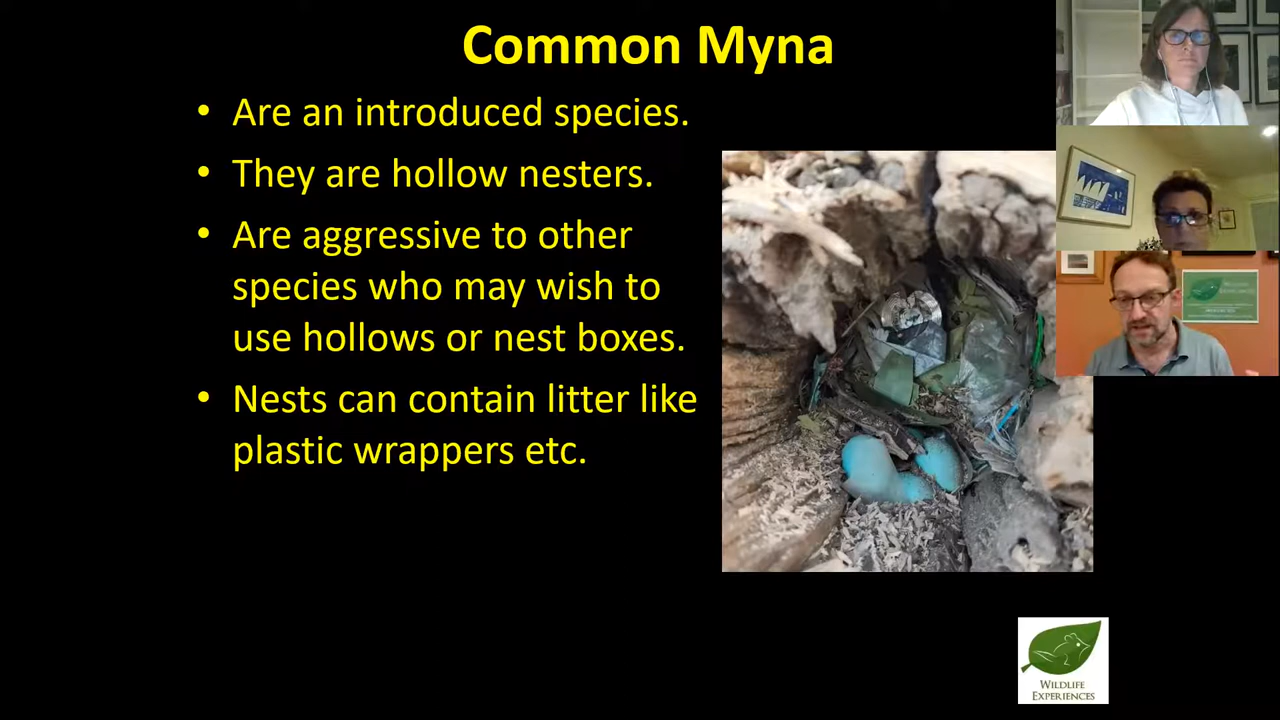 Common Myna
• Are an introduced species.
• They are hollow nesters.
• Are aggressive to other
species who may wish to
use hollows or nest boxes.
• Nests can contain litter like
plastic wrappers etc.
WILDLIFE
EXPERIENCES